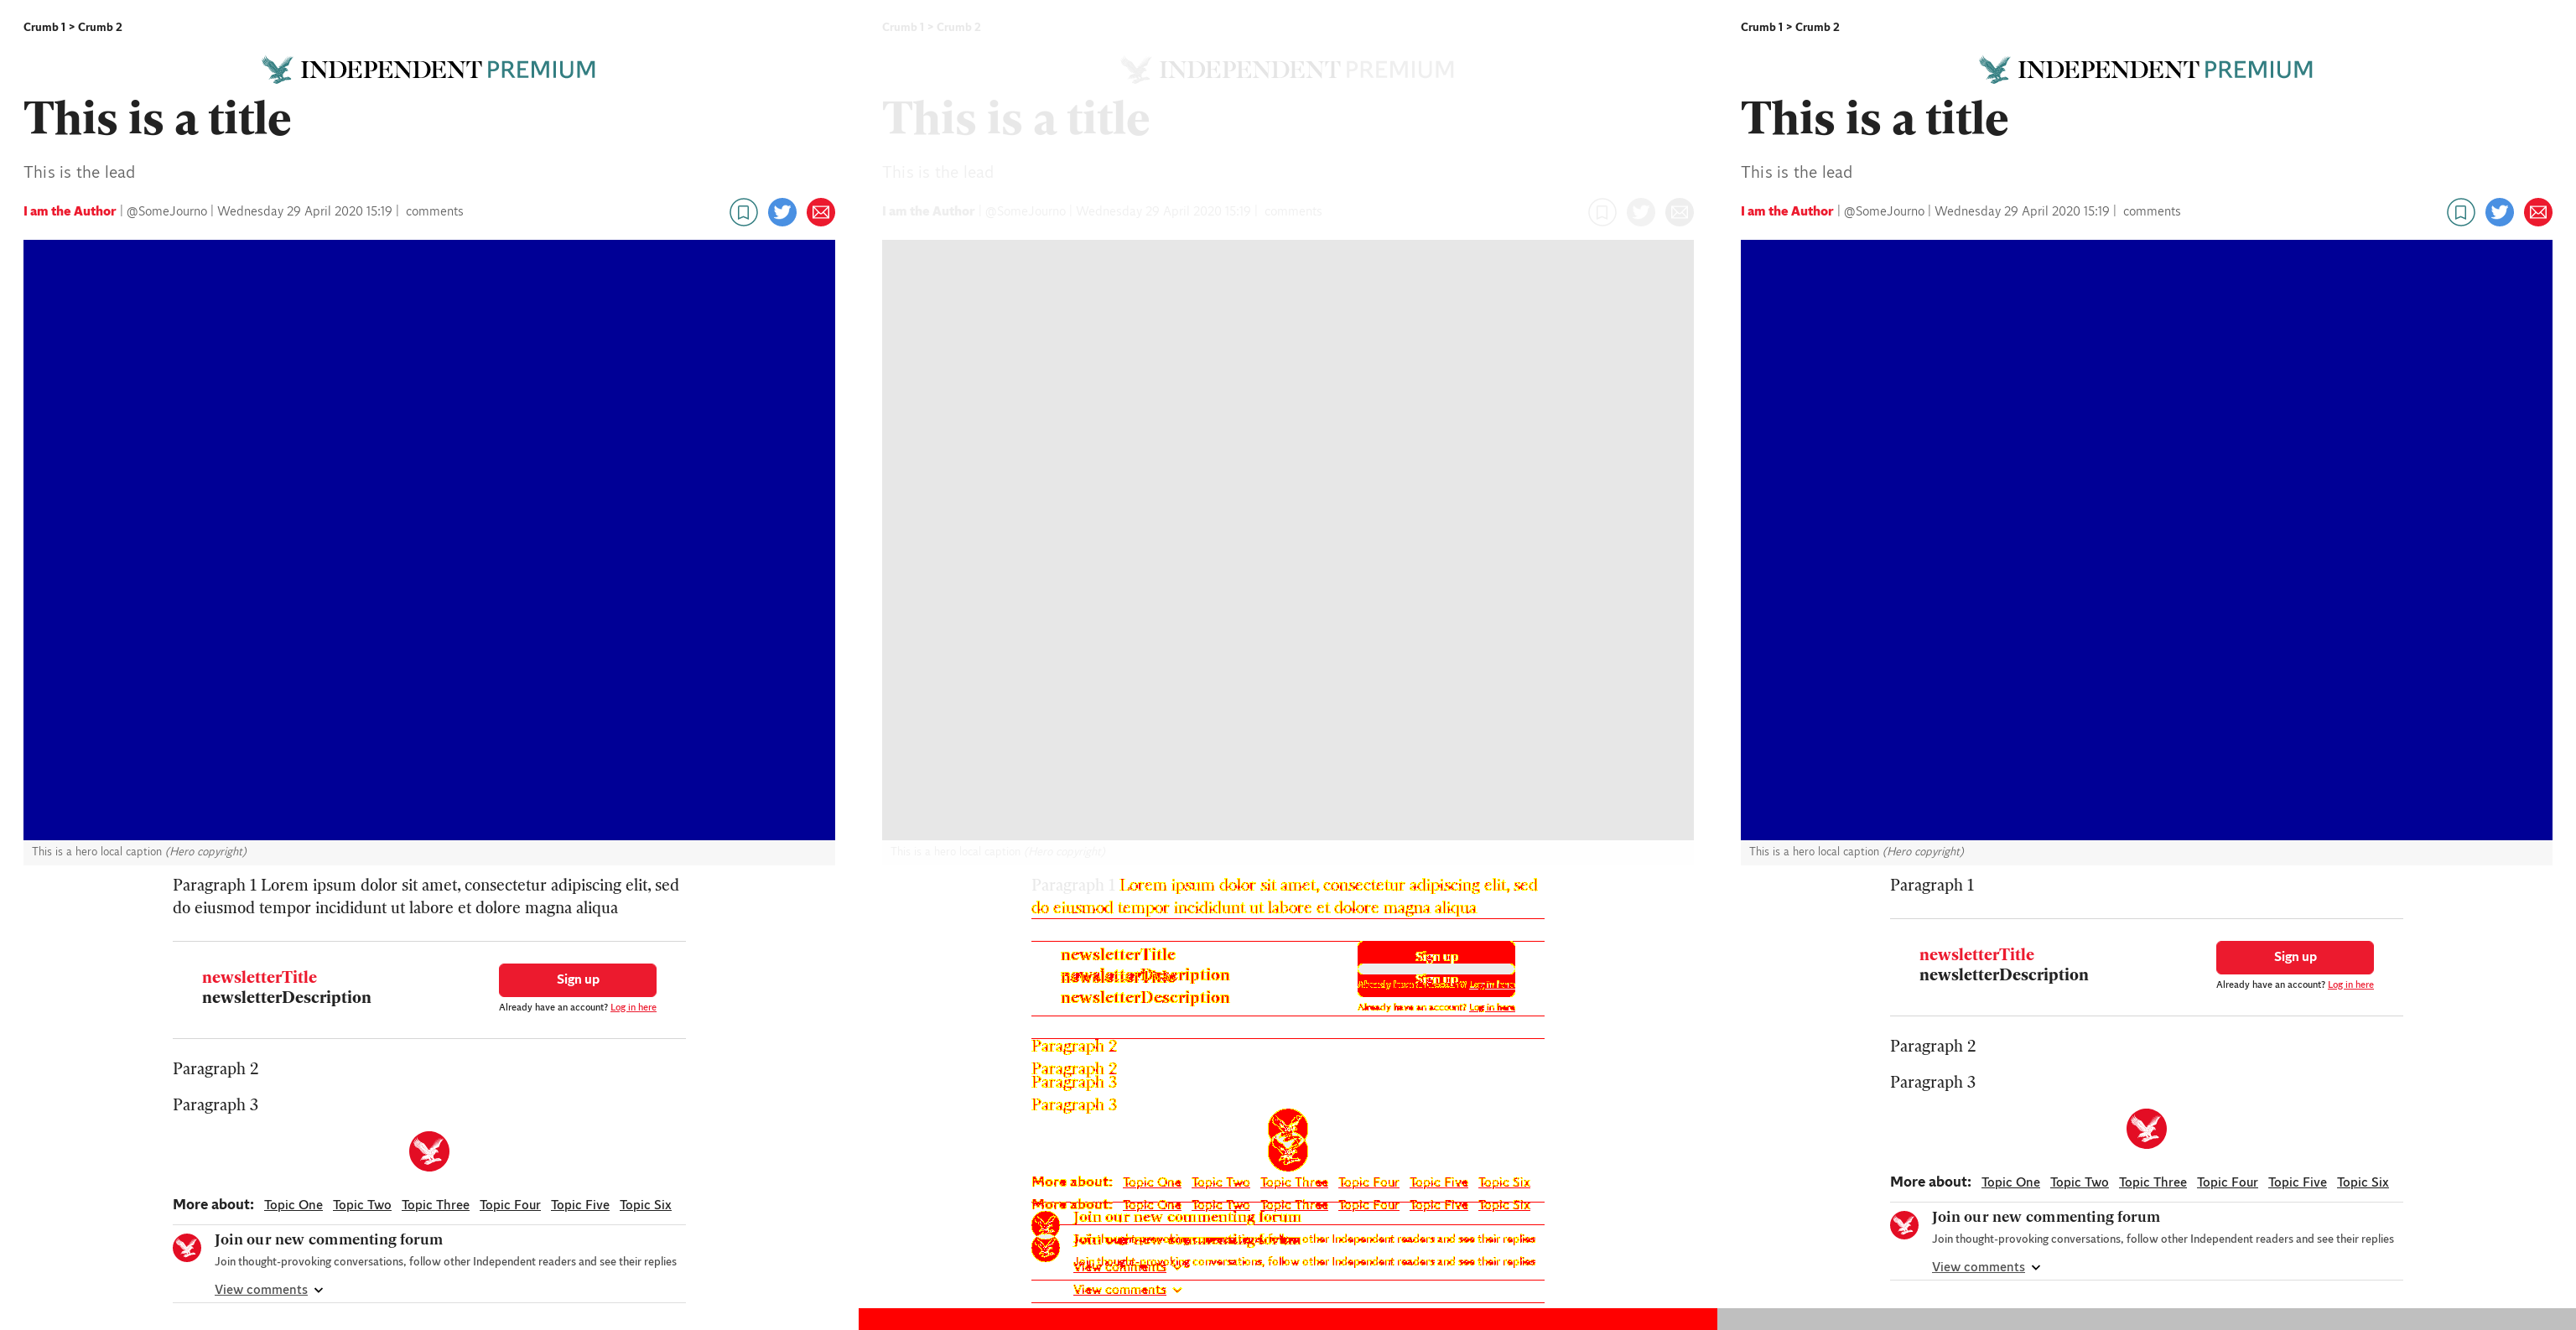 Crumb 1 > Crumb 2
INDEPENDENT PREMIUM
This is a title
This is the lead
I am the Author | @SomeJourno | Wednesday 29 April 2020 15:19 | comments
This is a hero local caption (Hero copyright)
Paragraph 1 Lorem ipsum dolor sit amet, consectetur adipiscing elit, sed
do eiusmod tempor incididunt ut labore et dolore magna aliqua
newsletterTitle
newsletterDescription
Sign up
Already have an account? Log in here
Paragraph 2
Paragraph 3
More about: Topic One Topic Two Topic Three Topic Four Topic Five Topic Six
Join our new commenting forum
Join thought-provoking conversations, follow other Independent readers and see their replies
View comments
Crumb 1 > Crumb 2
INDEPENDENT PREMIUM
This is a title
This is the lead
I am the Author | @SomeJourno | Wednesday 29 April 2020 15:19 | comments
This is a hero local caption (Hero copyright)
Paragraph 1 Lorem ipsum dolor sit amet, consectetur adipiscing elit, sed
do eiusmod tempor incididunt ut labore et dolore magna aliqua
newsletterTitle
newsletterDescription
newsletterTitle
newsletterDescription
Sign up
Sign up
Already have an account? Log in here
Already have an account? Log in here
Paragraph 2
Paragraph 2
Paragraph 3
Paragraph 3
More about: Topic One Topic Two Topic Three Topic Four Topic Five Topic Six
More about: Topic One Topic Two Topic Three Topic Four Topic Five Topic Six
Join our new commenting forum
Join our new commenting forum
Join thought-provoking conversations, follow other Independent readers and see their replies
Join thought-provoking conversations, follow other Independent readers and see their replies
View comments
View comments
Crumb 1 > Crumb 2
INDEPENDENT PREMIUM
This is a title
This is the lead
I am the Author | @SomeJourno | Wednesday 29 April 2020 15:19 | comments
This is a hero local caption (Hero copyright)
Paragraph 1
newsletterTitle
newsletterDescription
Sign up
Already have an account? Log in here
Paragraph 2
Paragraph 3
More about: Topic One Topic Two Topic Three Topic Four Topic Five Topic Six
Join our new commenting forum
Join thought-provoking conversations, follow other Independent readers and see their replies
View comments